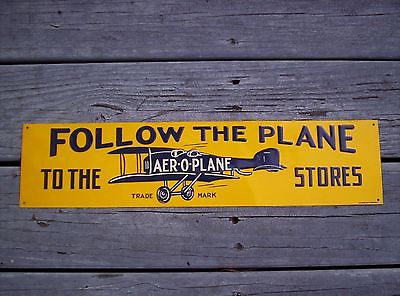 FOLLOW THE PLANE
TO THE AER-O-PLANE STORES
TRADE MARK